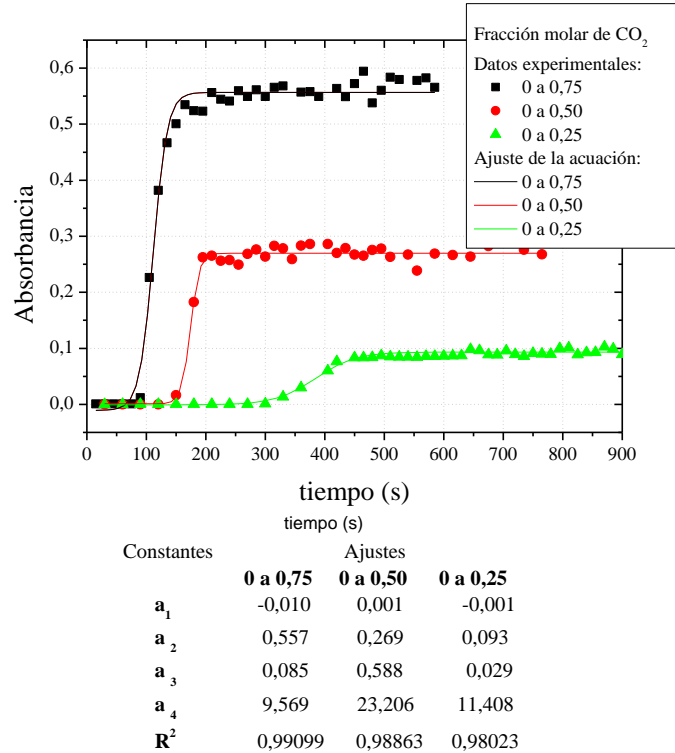 Fracción molar de CO2
Datos experimentales:
0 a 0,75
0 a 0,50
0 a 0,25
Ajuste de la acuación:
0 a 0,75
0 a 0,50
0 a 0,25
Absorbancia
0,6
0,5
0,4
0,3
0,2
0,1
0,0
0 100 200 300 400 500 600 700 800 900
tiempo (s)
tiempo (s)
Constantes Ajustes
0 a 0,75 0 a 0,50 0 a 0,25
a1 -0,010 0,001 -0,001
a2 0,557 0,269 0,093
a3 0,085 0,588 0,029
a4 9,569 23,206 11,408
R2 0,99099 0,98863 0,98023